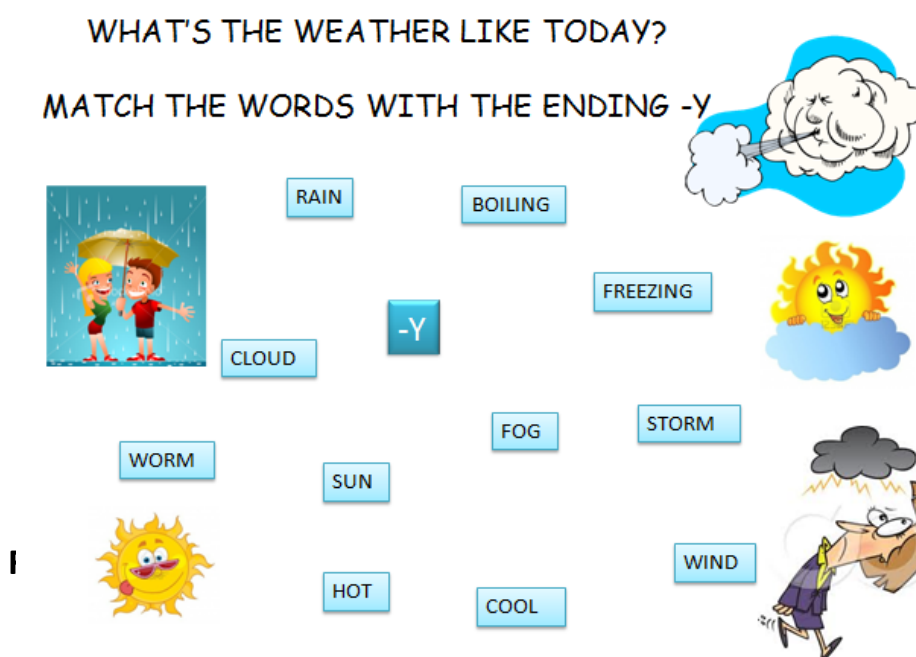 WHAT'S THE WEATHER LIKE TODAY?
MATCH THE WORDS WITH THE ENDING -Y
RAIN
BOILING
FREEZING
-Y
CLOUD
FOG
STORM
WORM
SUN
WIND
HOT
COOL